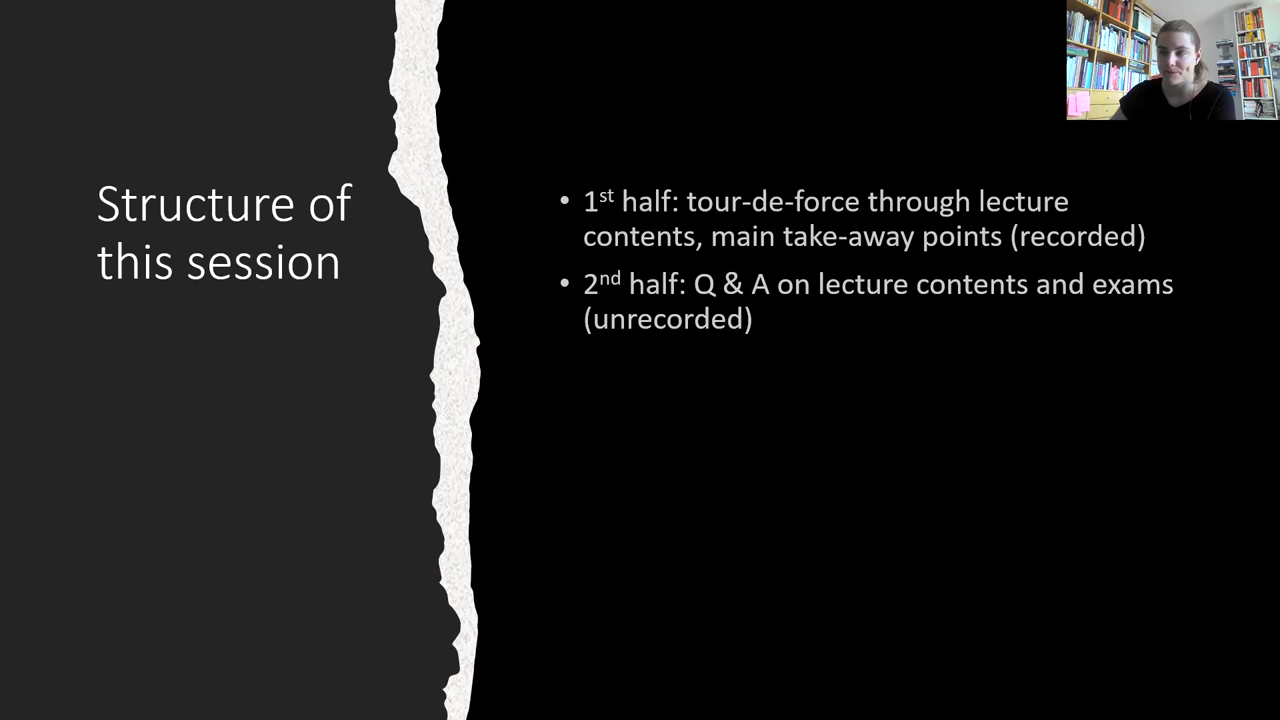 Structure of
this session
• 1st half: tour-de-force through lecture
contents, main take-away points (recorded)
• 2nd half: Q & A on lecture contents and exams
(unrecorded)